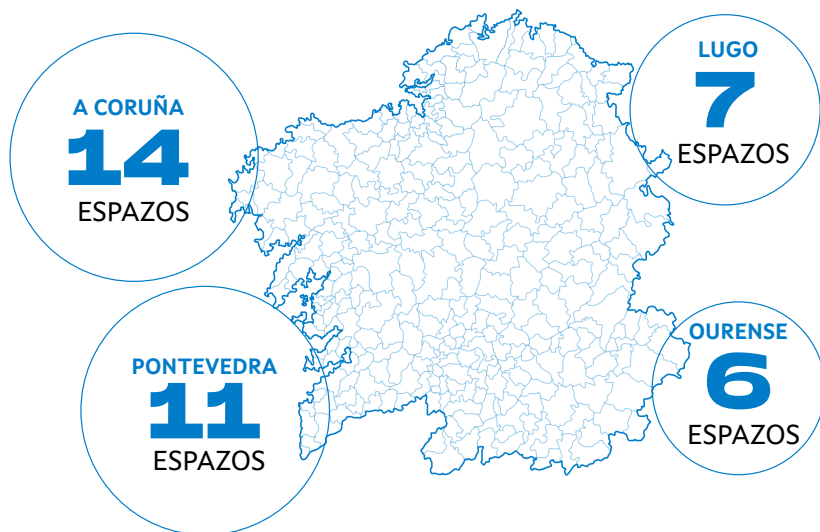 A CORUÑA
14
ESPAZOS
LUGO
7
ESPAZOS
PONTEVEDRA
11
ESPAZOS
OURENSE
6
ESPAZOS